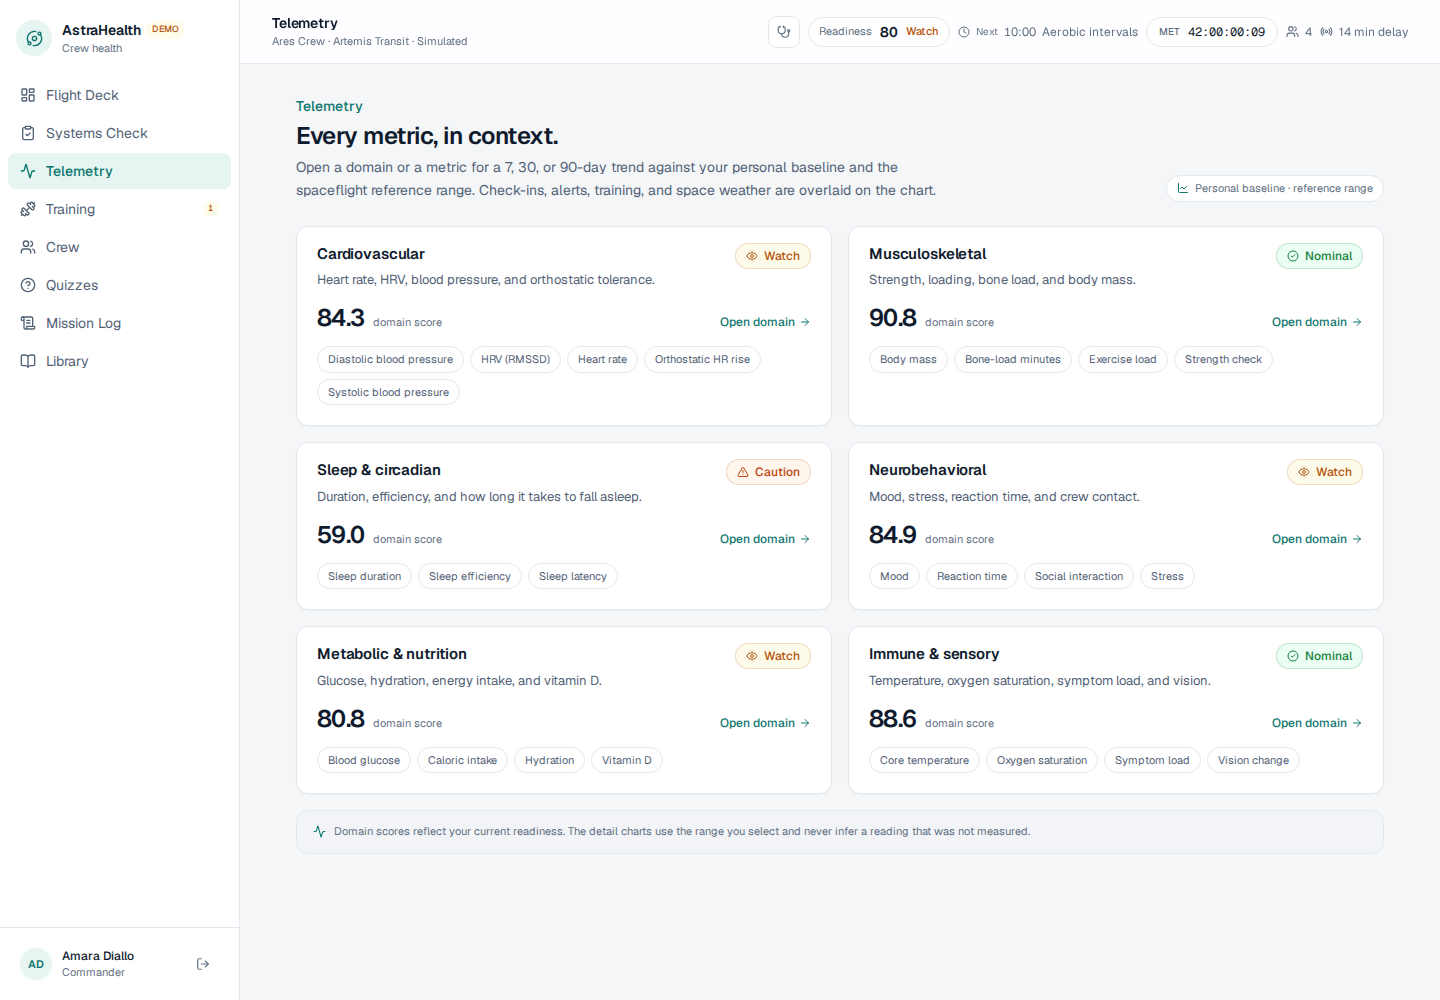 AstraHealth DEMO
Crew health
Flight Deck
Systems Check
Telemetry
Training 1
Crew
Quizzes
Mission Log
Library
AD Amara Diallo
Commander
Telemetry
Ares Crew · Artemis Transit · Simulated
Readiness 80 Watch
Next 10:00 Aerobic intervals
MET 42:00:00:09
4
14 min delay
Telemetry
Every metric, in context.
Open a domain or a metric for a 7, 30, or 90-day trend against your personal baseline and the
spaceflight reference range. Check-ins, alerts, training, and space weather are overlaid on the chart.
Personal baseline · reference range
Cardiovascular
Watch
Heart rate, HRV, blood pressure, and orthostatic tolerance.
84.3 domain score
Open domain →
Diastolic blood pressure
HRV (RMSSD)
Heart rate
Orthostatic HR rise
Systolic blood pressure
Musculoskeletal
Nominal
Strength, loading, bone load, and body mass.
90.8 domain score
Open domain →
Body mass
Bone-load minutes
Exercise load
Strength check
Sleep & circadian
Caution
Duration, efficiency, and how long it takes to fall asleep.
59.0 domain score
Open domain →
Sleep duration
Sleep efficiency
Sleep latency
Neurobehavioral
Watch
Mood, stress, reaction time, and crew contact.
84.9 domain score
Open domain →
Mood
Reaction time
Social interaction
Stress
Metabolic & nutrition
Watch
Glucose, hydration, energy intake, and vitamin D.
80.8 domain score
Open domain →
Blood glucose
Caloric intake
Hydration
Vitamin D
Immune & sensory
Nominal
Temperature, oxygen saturation, symptom load, and vision.
88.6 domain score
Open domain →
Core temperature
Oxygen saturation
Symptom load
Vision change
Domain scores reflect your current readiness. The detail charts use the range you select and never infer a reading that was not measured.